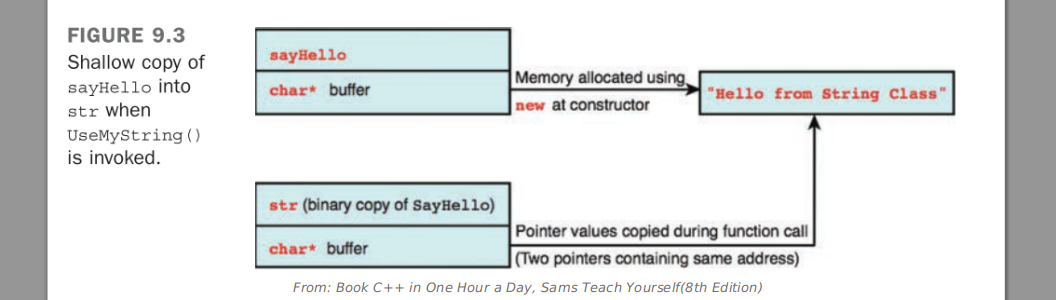 FIGURE 9.3
Shallow copy of
sayHello into
str when
UseMyString()
is invoked.
sayHello
char* buffer
Memory allocated using
new at constructor
"Hello from String Class"
str (binary copy of SayHello)
char* buffer
Pointer values copied during function call
(Two pointers containing same address)
From: Book C++ in One Hour a Day, Sams Teach Yourself(8th Edition)